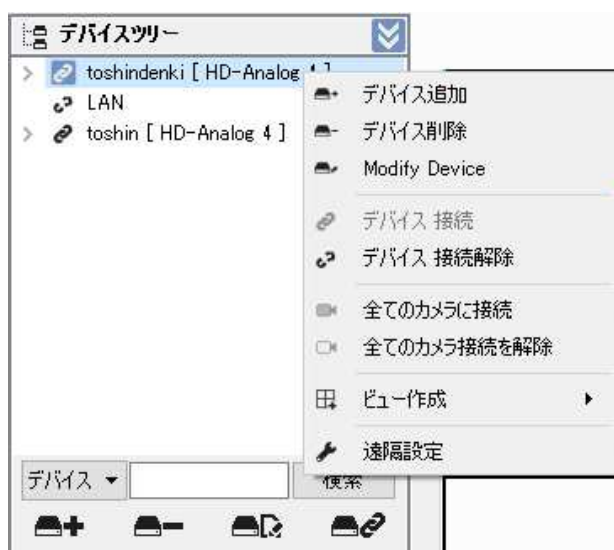 デバイスツリー
toshindenki [ HD-Analog
LAN
toshin [ HD-Analog 4 ]
デバイス追加
デバイス削除
Modify Device
デバイス 接続
デバイス 接続解除
全てのカメラに接続
全てのカメラ接続を解除
ビュー作成
遠隔設定
デバイス
検索